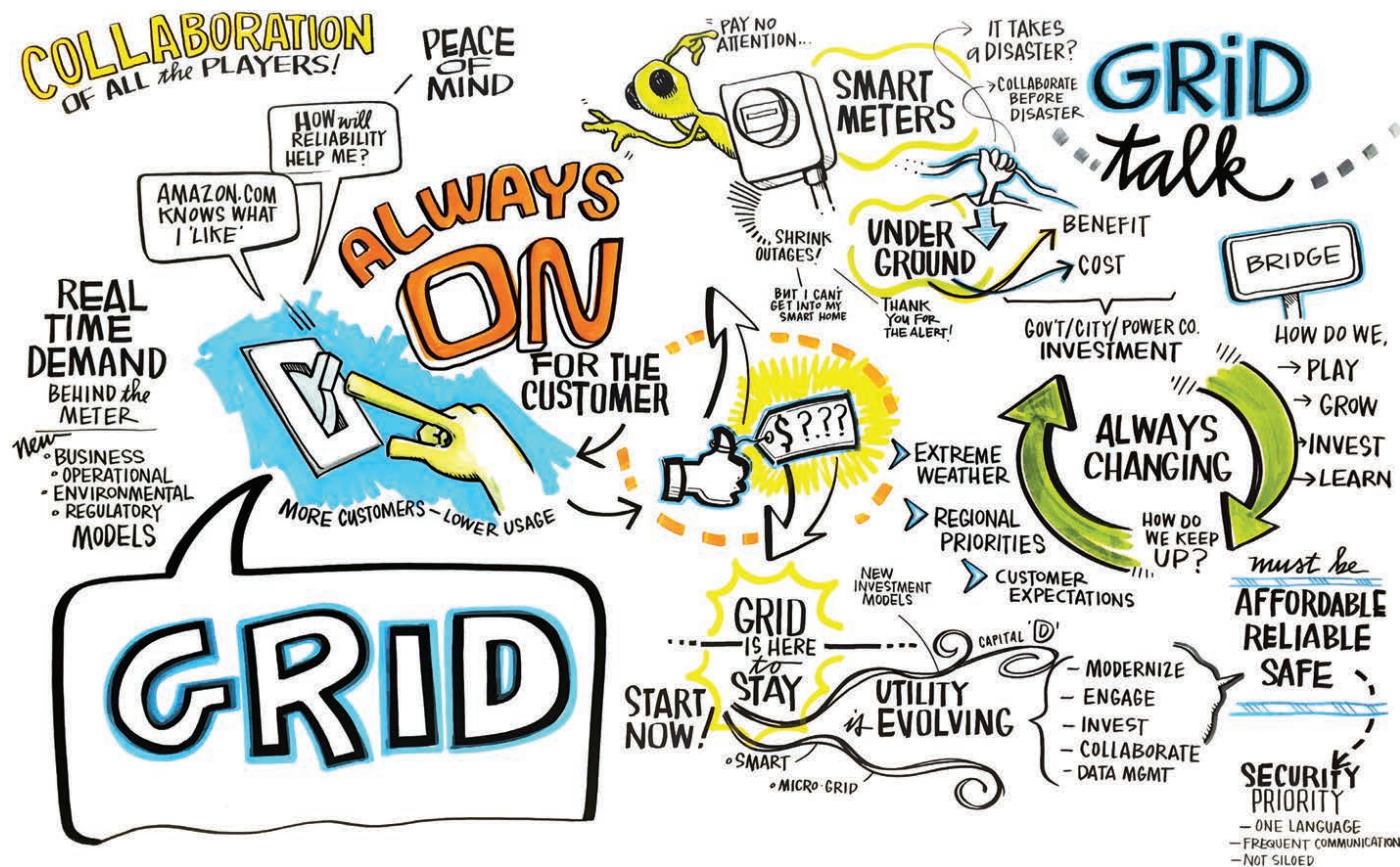 COLLABORATION
OF ALL the PLAYERS!
PEACE
OF
MIND
HOW will
RELIABILITY
HELP ME?
AMAZON.COM
KNOWS WHAT
I 'LIKE'
ALWAYS
ON
FOR THE
CUSTOMER
REAL
TIME
DEMAND
BEHIND the
METER
new
BUSINESS
OPERATIONAL
ENVIRONMENTAL
REGULATORY
MODELS
MORE CUSTOMERS – LOWER USAGE
GRID
PAY NO
ATTENTION...
SMART
METERS
IT TAKES
a DISASTER?
COLLABORATE
BEFORE
DISASTER
GRiD
talk
SHRINK
OUTAGES!
BUT I CAN'T
GET INTO MY
SMART HOME
THANK
YOU FOR
THE ALERT!
UNDER
GROUND
BENEFIT
COST
GOV'T/CITY/POWER CO.
INVESTMENT
BRIDGE
HOW DO WE,
PLAY
GROW
INVEST
LEARN
$?.??
EXTREME
WEATHER
REGIONAL
PRIORITIES
CUSTOMER
EXPECTATIONS
ALWAYS
CHANGING
HOW DO
WE KEEP
UP?
GRID
IS HERE
to
STAY
START
NOW!
NEW
INVESTMENT
MODELS
CAPITAL 'D'
UTILITY
is EVOLVING
SMART
MICRO-GRID
– MODERNIZE
– ENGAGE
– INVEST
– COLLABORATE
– DATA MGMT
must be
AFFORDABLE
RELIABLE
SAFE
SECURITY
PRIORITY
– ONE LANGUAGE
– FREQUENT COMMUNICATION
– NOT SILOED